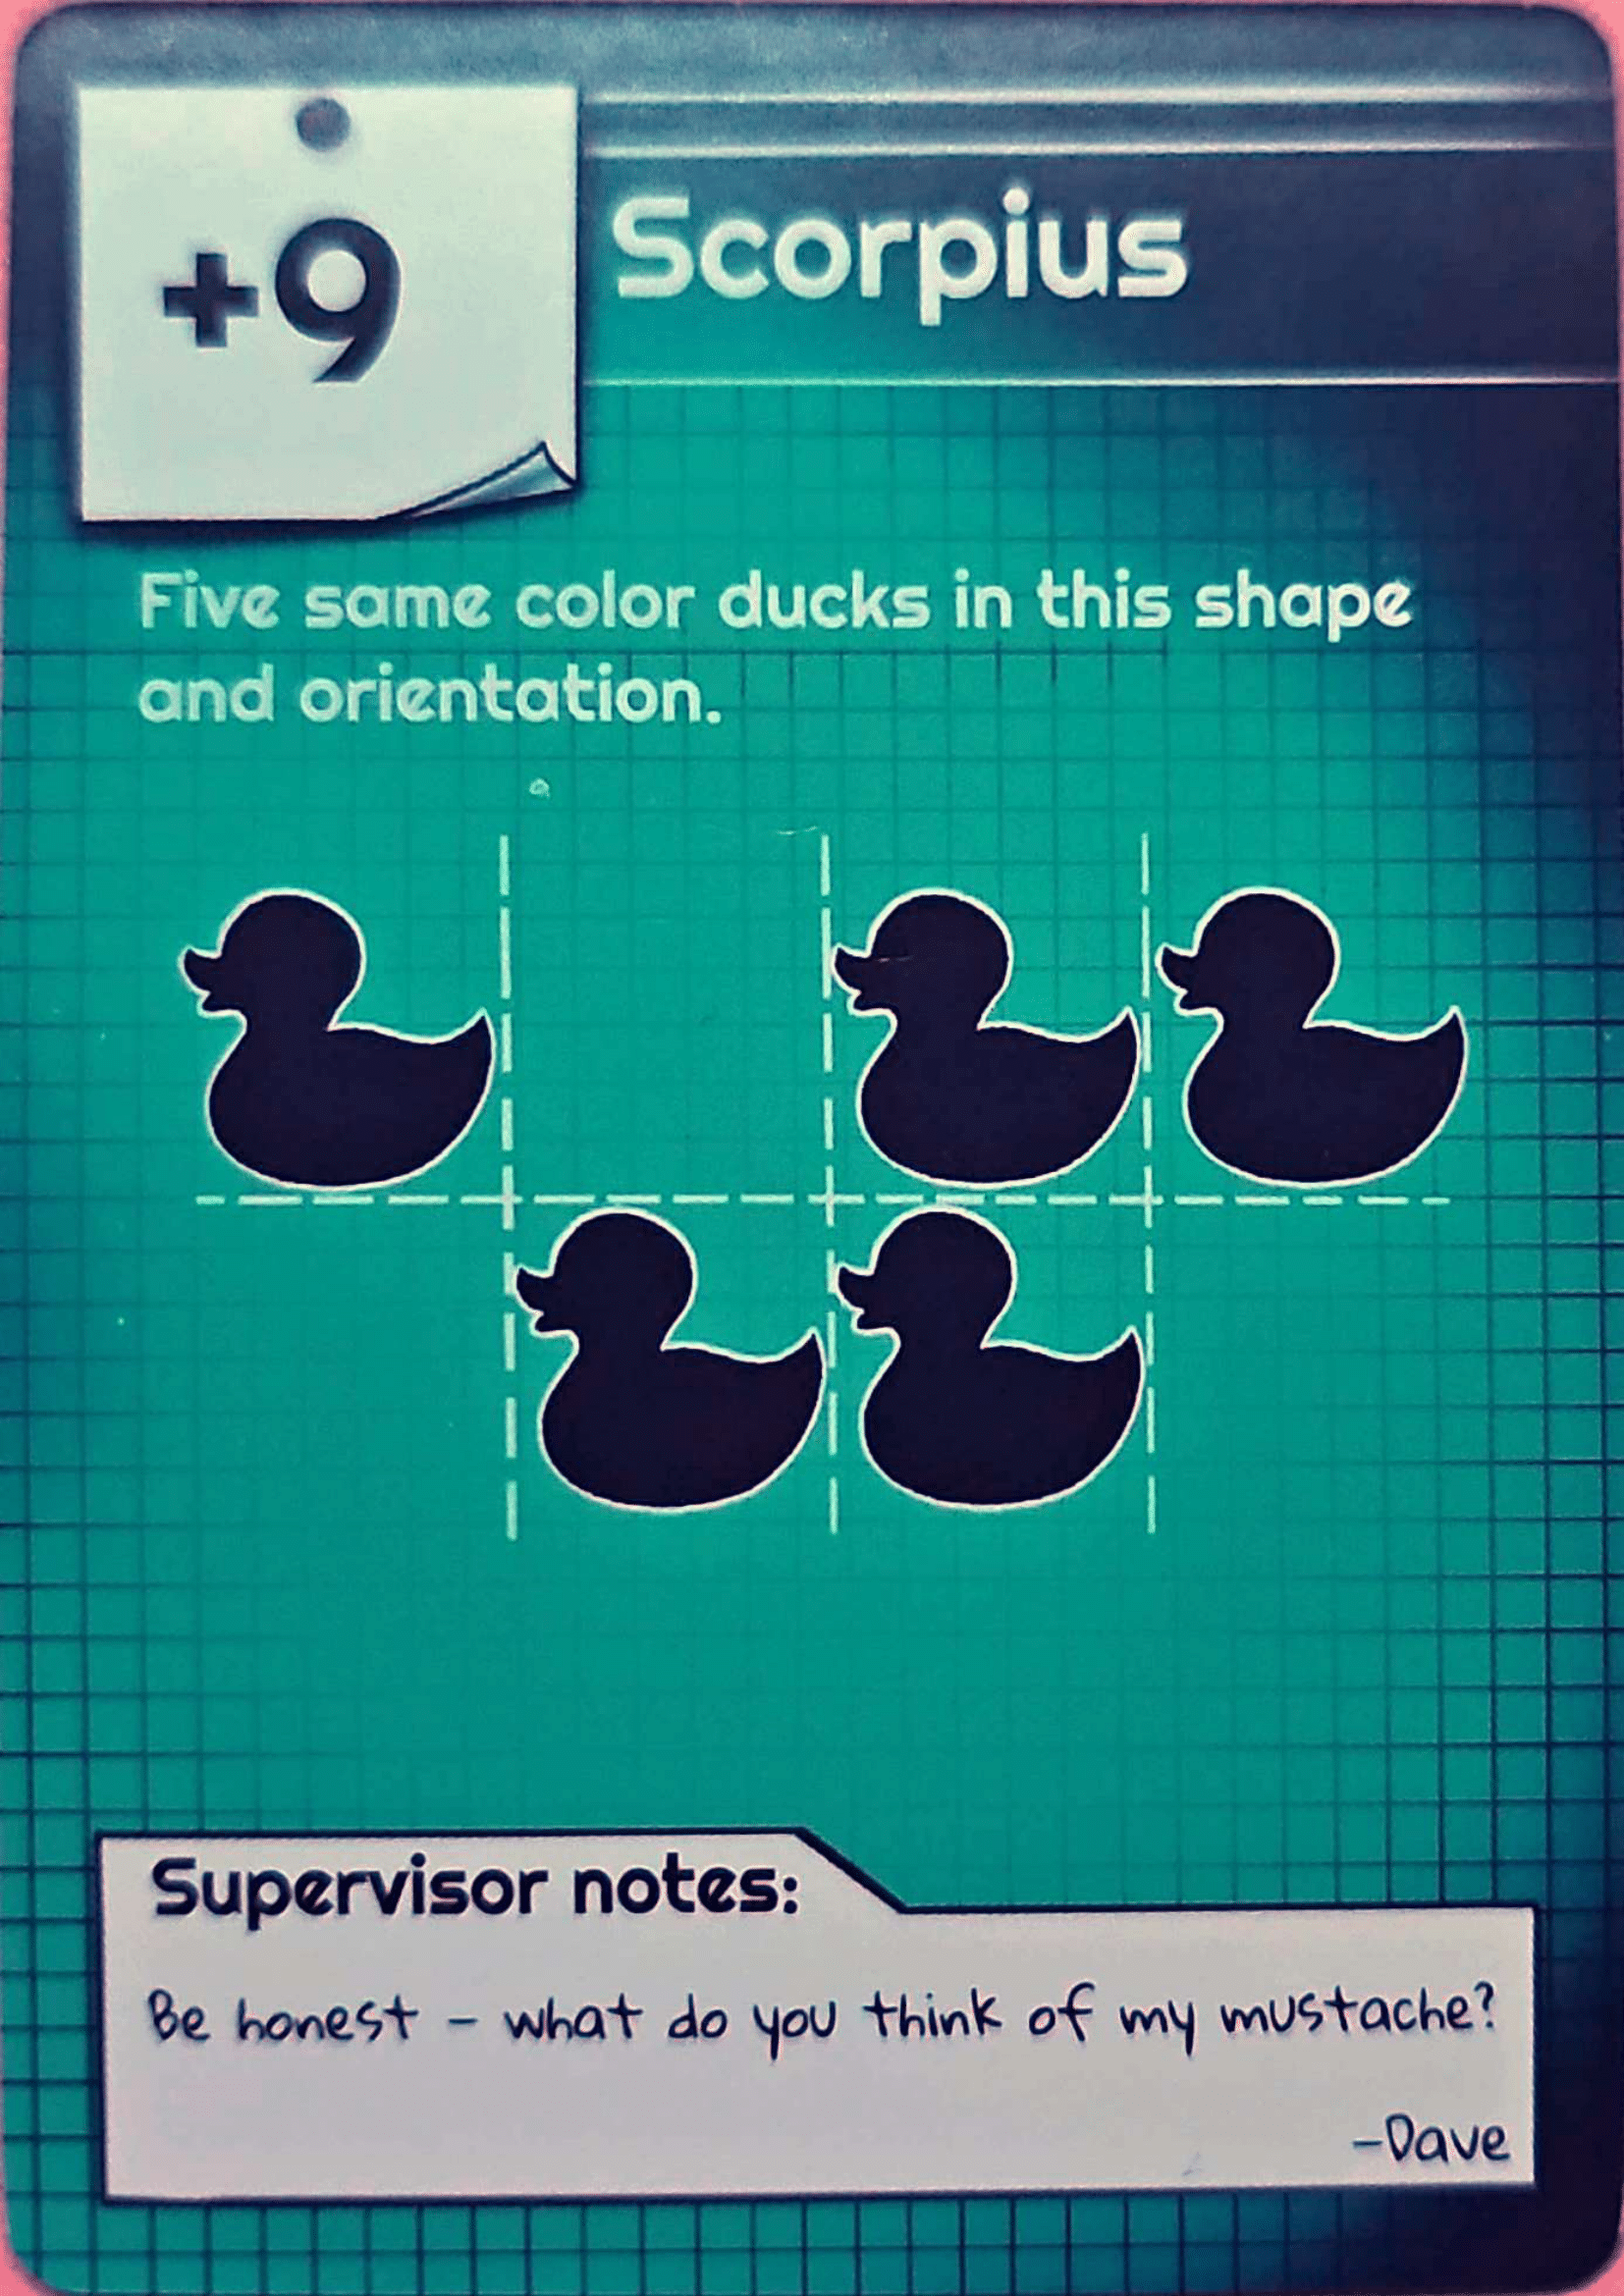 +9
Scorpius
Five same color ducks in this shape
and orientation.
Supervisor notes:
Be honest – what do you think of my mustache?
–Dave